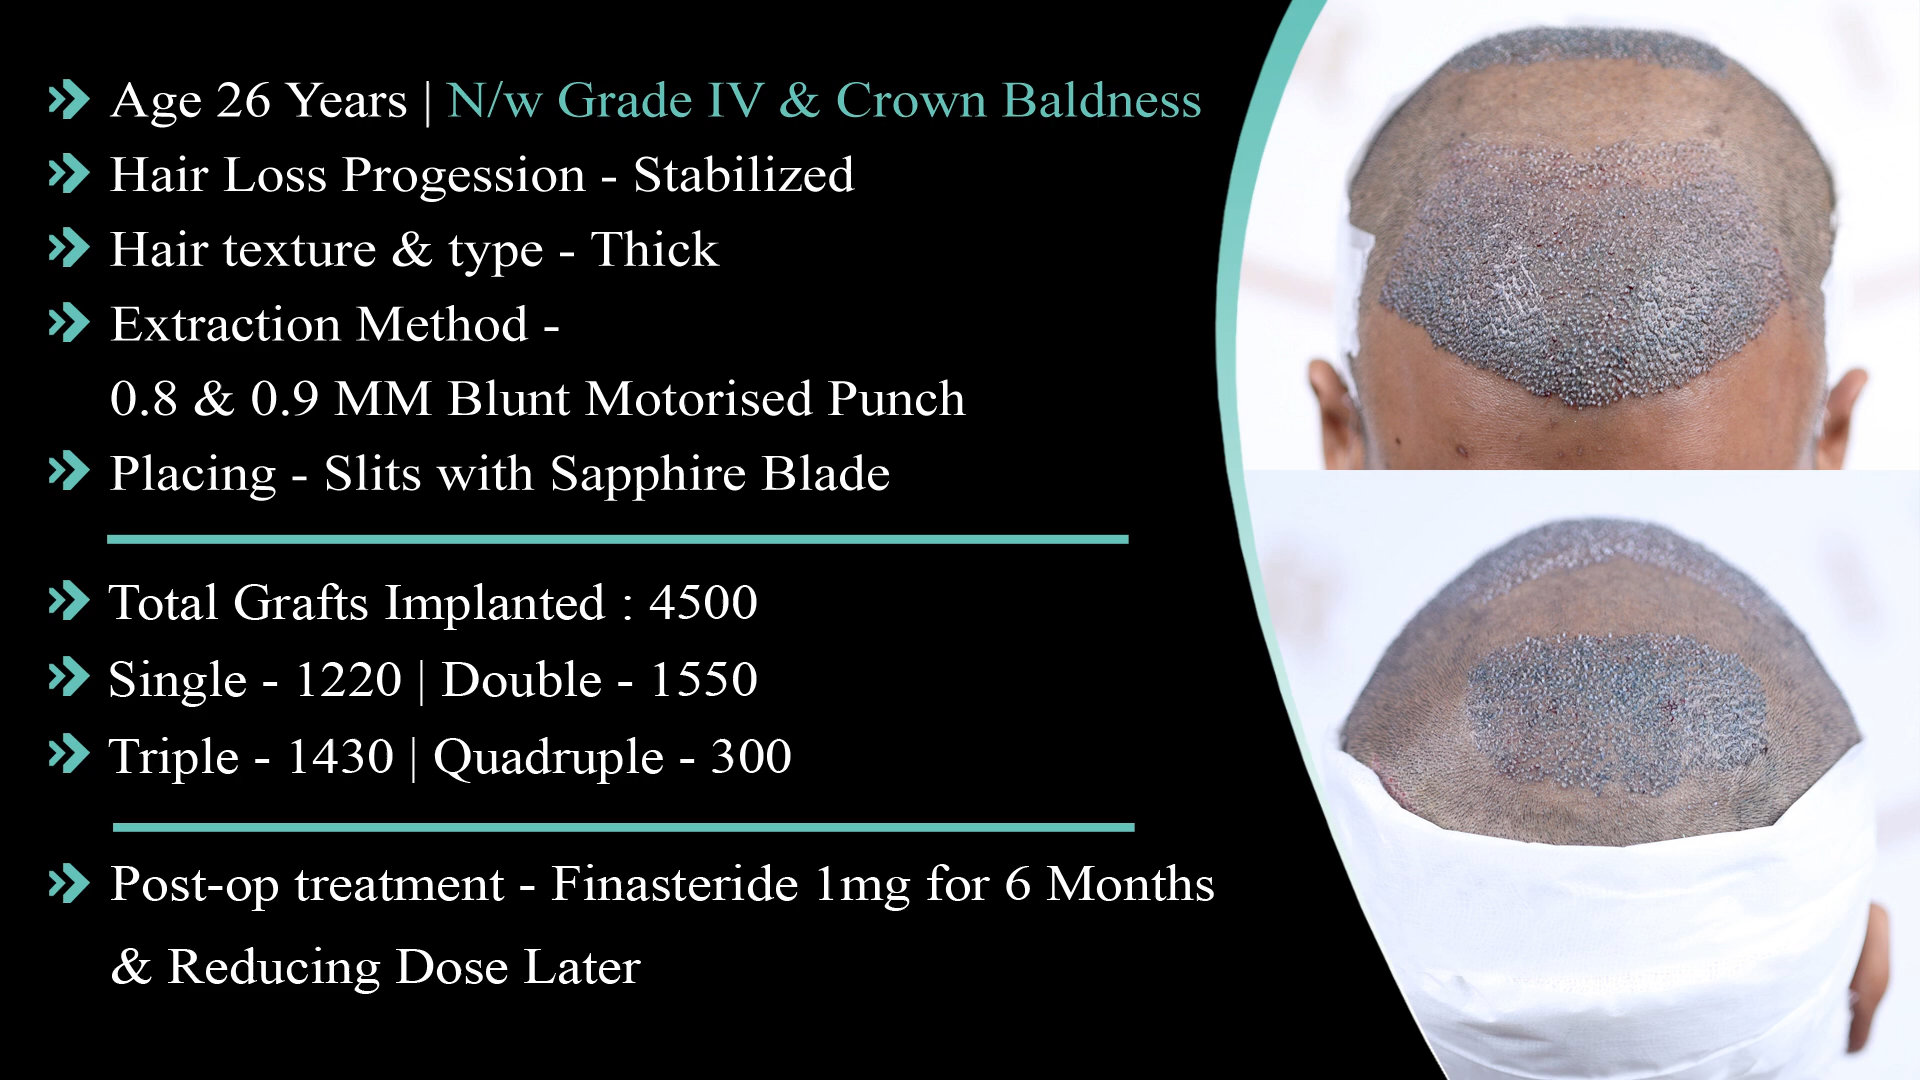 Age 26 Years | N/w Grade IV & Crown Baldness
Hair Loss Progession - Stabilized
Hair texture & type - Thick
Extraction Method -
0.8 & 0.9 MM Blunt Motorised Punch
Placing - Slits with Sapphire Blade
Total Grafts Implanted : 4500
Single - 1220 | Double - 1550
Triple - 1430 | Quadruple - 300
Post-op treatment - Finasteride 1mg for 6 Months
& Reducing Dose Later